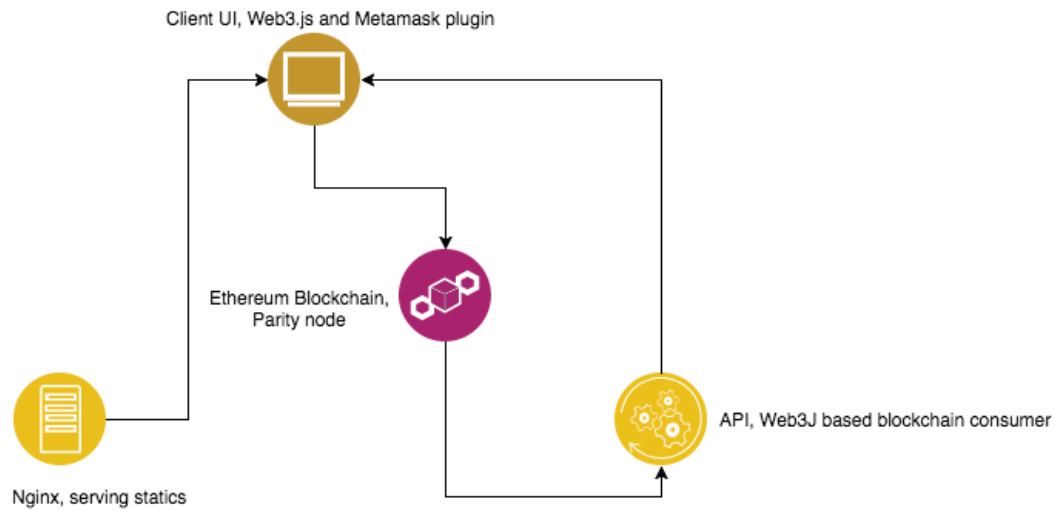 Client UI, Web3.js and Metamask plugin
Ethereum Blockchain,
Parity node
API, Web3J based blockchain consumer
Nginx, serving statics